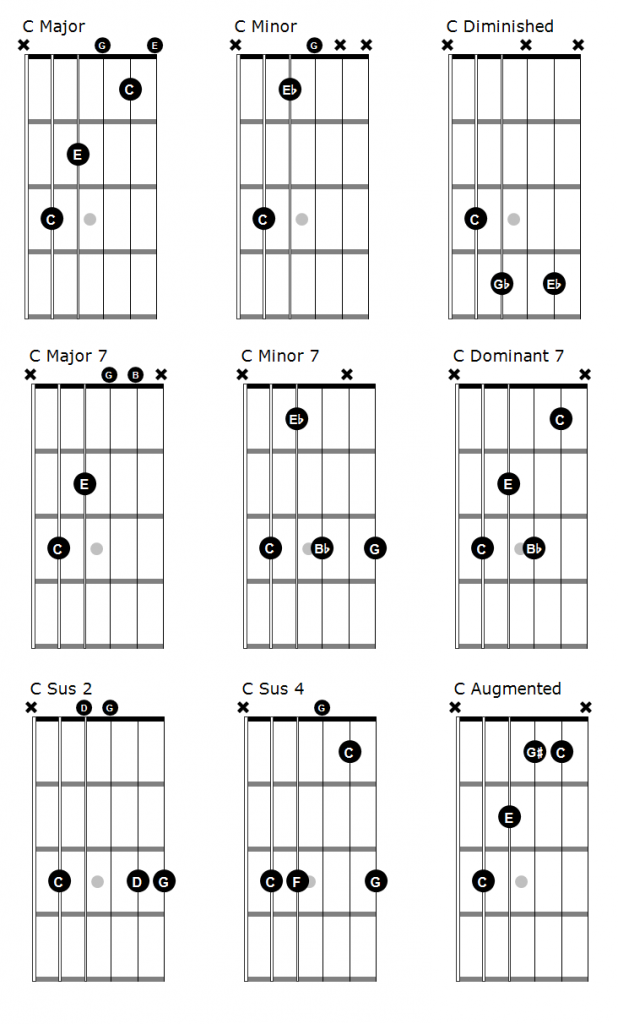 C Major C Minor C Diminished
× G E × G × × × × ×
C E♭
E
C C C
G♭ E♭
C Major 7 C Minor 7 C Dominant 7
× G B × × × × ×
E♭ C
E E
C C B♭ G C B♭
C Sus 2 C Sus 4 C Augmented
× D G × G × ×
C G# C
E
C D G C F G C